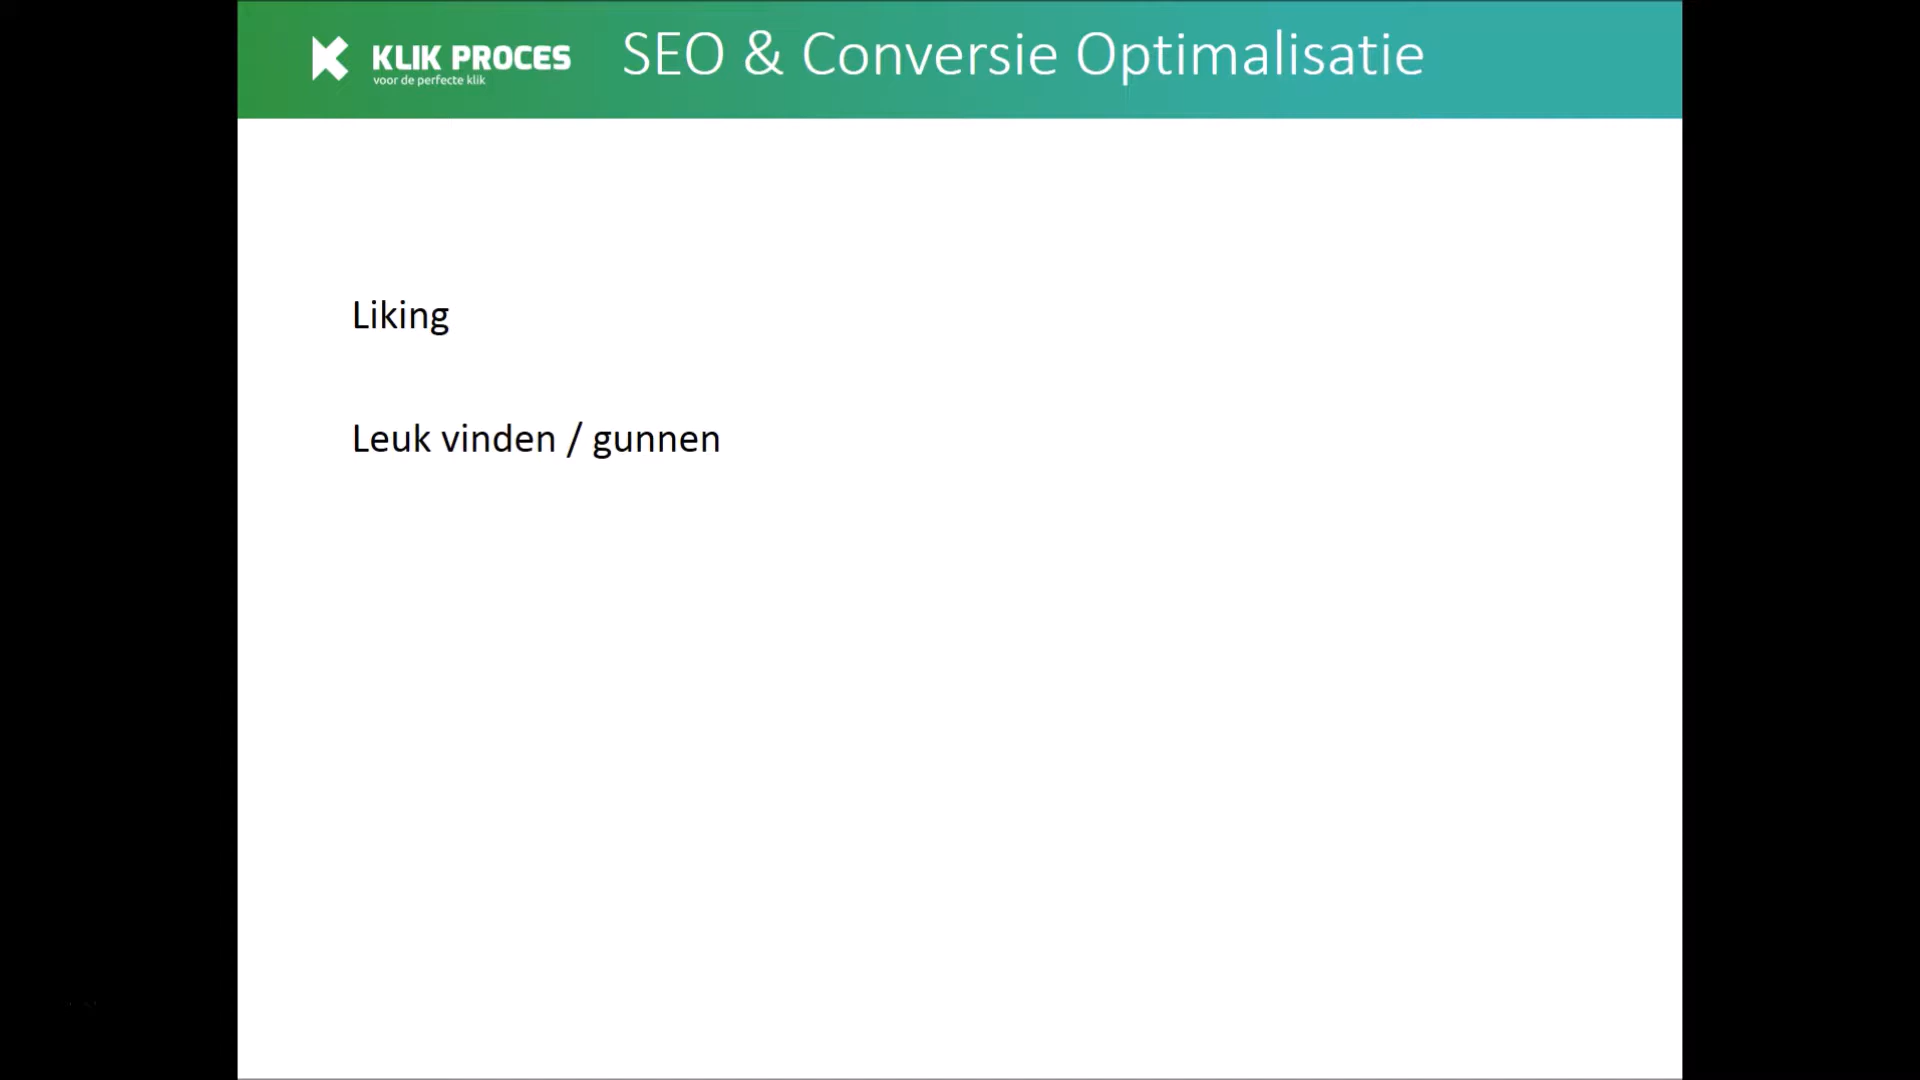 KLIK PROCES
voor de perfecte klik
SEO & Conversie Optimalisatie
Liking
Leuk vinden / gunnen